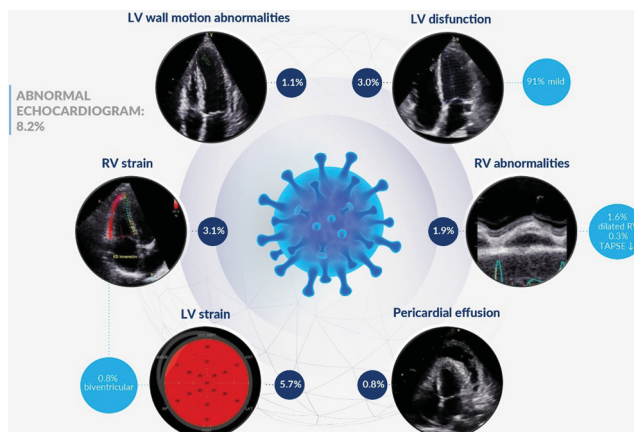 LV wall motion abnormalities
1.1%
LV disfunction
3.0%
91% mild
ABNORMAL
ECHOCARDIOGRAM:
8.2%
RV strain
3.1%
RV abnormalities
1.9%
1.6%
dilated RV
0.3%
TAPSE ↓
LV strain
5.7%
0.8%
biventricular
Pericardial effusion
0.8%